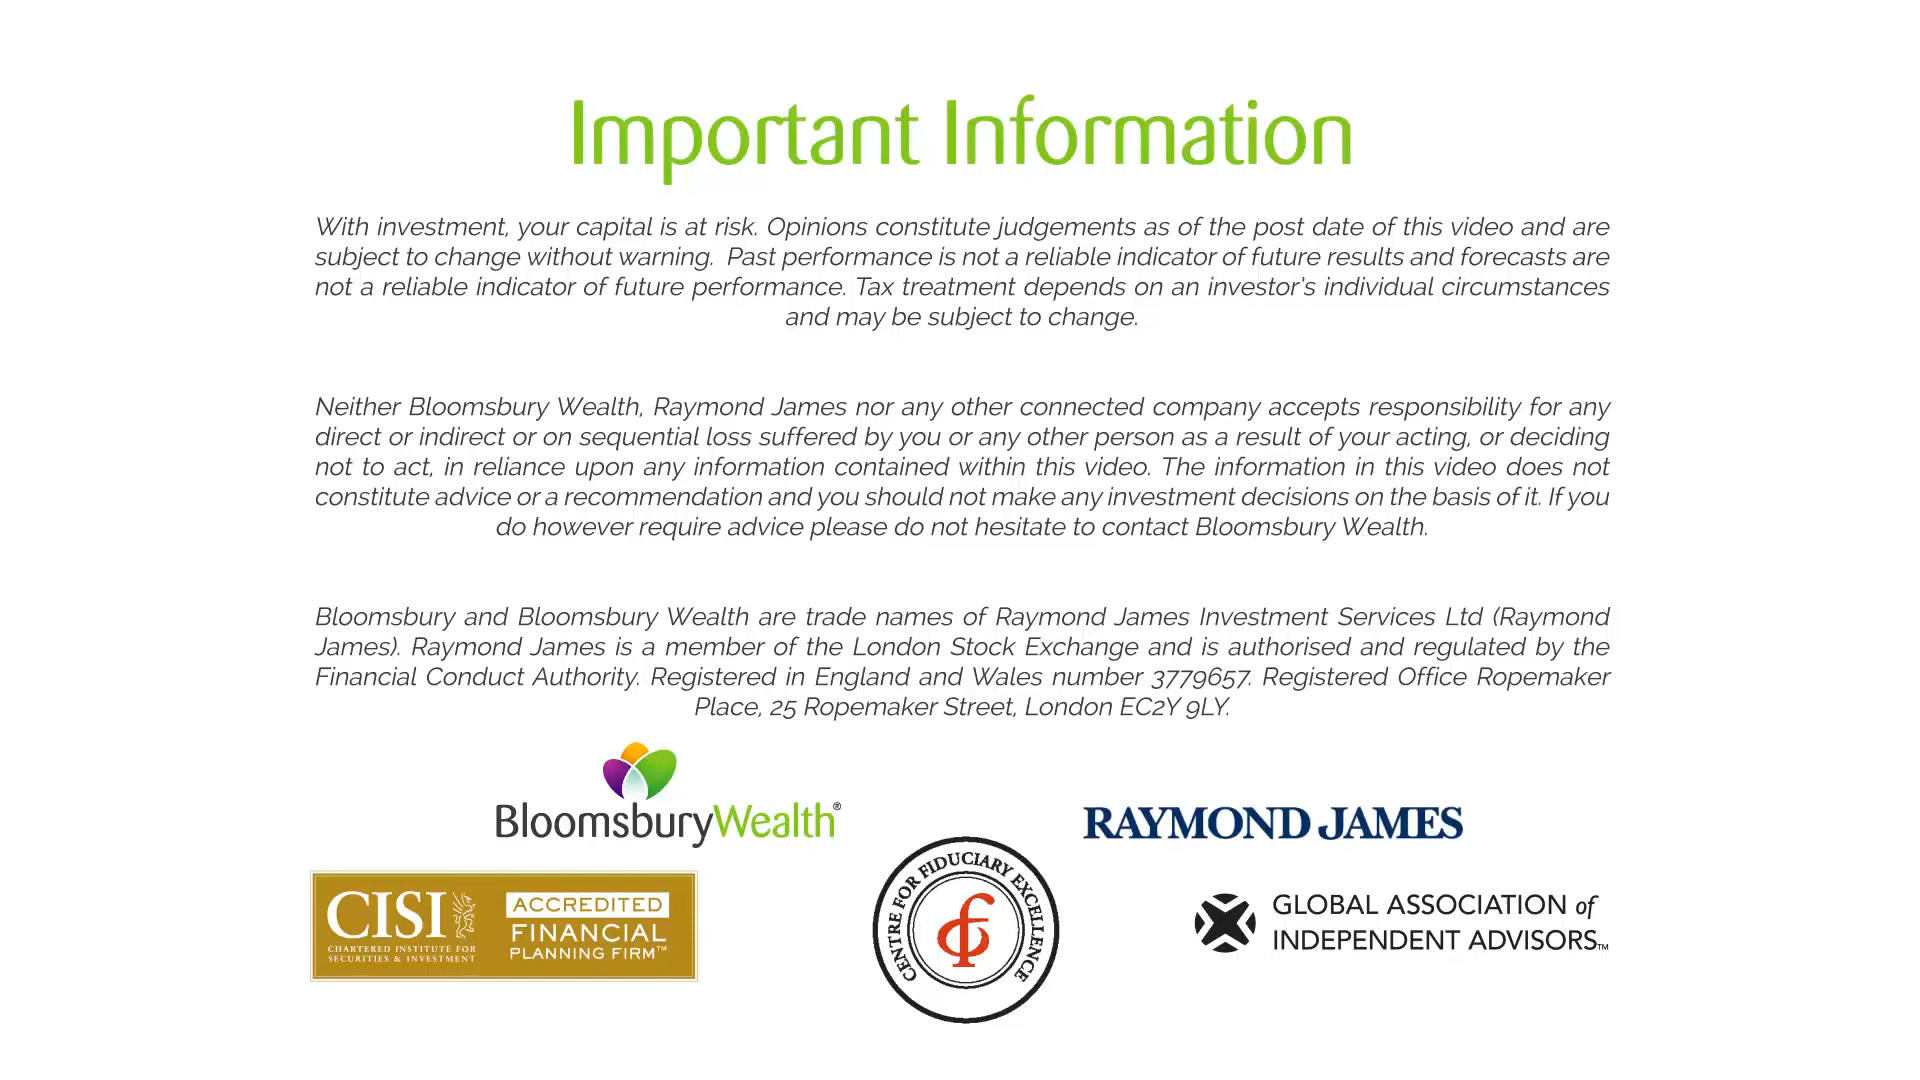 Important Information
With investment, your capital is at risk. Opinions constitute judgements as of the post date of this video and are
subject to change without warning. Past performance is not a reliable indicator of future results and forecasts are
not a reliable indicator of future performance. Tax treatment depends on an investor's individual circumstances
and may be subject to change.
Neither Bloomsbury Wealth, Raymond James nor any other connected company accepts responsibility for any
direct or indirect or on sequential loss suffered by you or any other person as a result of your acting, or deciding
not to act, in reliance upon any information contained within this video. The information in this video does not
constitute advice or a recommendation and you should not make any investment decisions on the basis of it. If you
do however require advice please do not hesitate to contact Bloomsbury Wealth.
Bloomsbury and Bloomsbury Wealth are trade names of Raymond James Investment Services Ltd (Raymond
James). Raymond James is a member of the London Stock Exchange and is authorised and regulated by the
Financial Conduct Authority. Registered in England and Wales number 3779657. Registered Office Ropemaker
Place, 25 Ropemaker Street, London EC2Y 9LY.
BloomsburyWealth®
RAYMOND JAMES
CISI
CHARTERED INSTITUTE FOR
SECURITIES & INVESTMENT
ACCREDITED
FINANCIAL
PLANNING FIRM™
CENTRE FOR FIDUCIARY EXCELLENCE
GLOBAL ASSOCIATION of
INDEPENDENT ADVISORS™